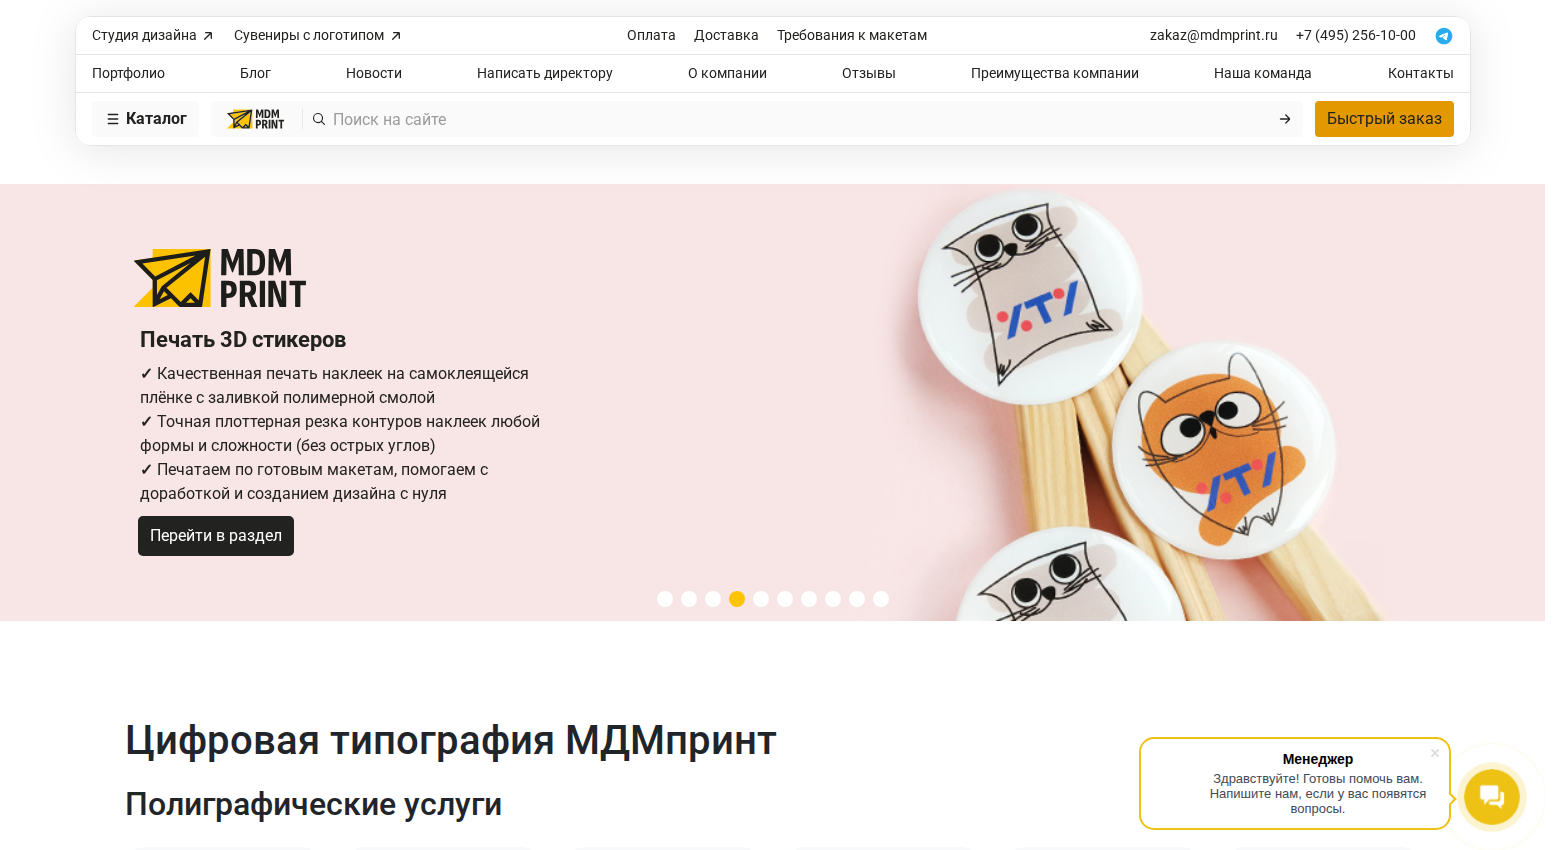 Студия дизайна
Сувениры с логотипом
Оплата
Доставка
Требования к макетам
zakaz@mdmprint.ru
+7 (495) 256-10-00
Портфолио
Блог
Новости
Написать директору
О компании
Отзывы
Преимущества компании
Наша команда
Контакты
Каталог
MDM
PRINT
Поиск на сайте
Быстрый заказ
MDM
PRINT
Печать 3D стикеров
✓ Качественная печать наклеек на самоклеящейся
плёнке с заливкой полимерной смолой
✓ Точная плоттерная резка контуров наклеек любой
формы и сложности (без острых углов)
✓ Печатаем по готовым макетам, помогаем с
доработкой и созданием дизайна с нуля
Перейти в раздел
Цифровая типография МДМпринт
Полиграфические услуги
Менеджер
Здравствуйте! Готовы помочь вам.
Напишите нам, если у вас появятся
вопросы.